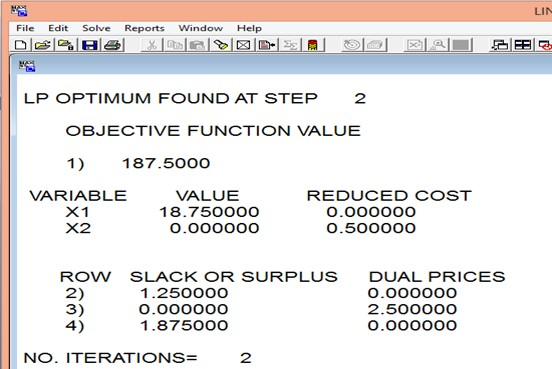 LIN
File Edit Solve Reports Window Help
LP OPTIMUM FOUND AT STEP 2
OBJECTIVE FUNCTION VALUE
1) 187.5000
VARIABLE VALUE REDUCED COST
X1 18.750000 0.000000
X2 0.000000 0.500000
ROW SLACK OR SURPLUS DUAL PRICES
2) 1.250000 0.000000
3) 0.000000 2.500000
4) 1.875000 0.000000
NO. ITERATIONS= 2